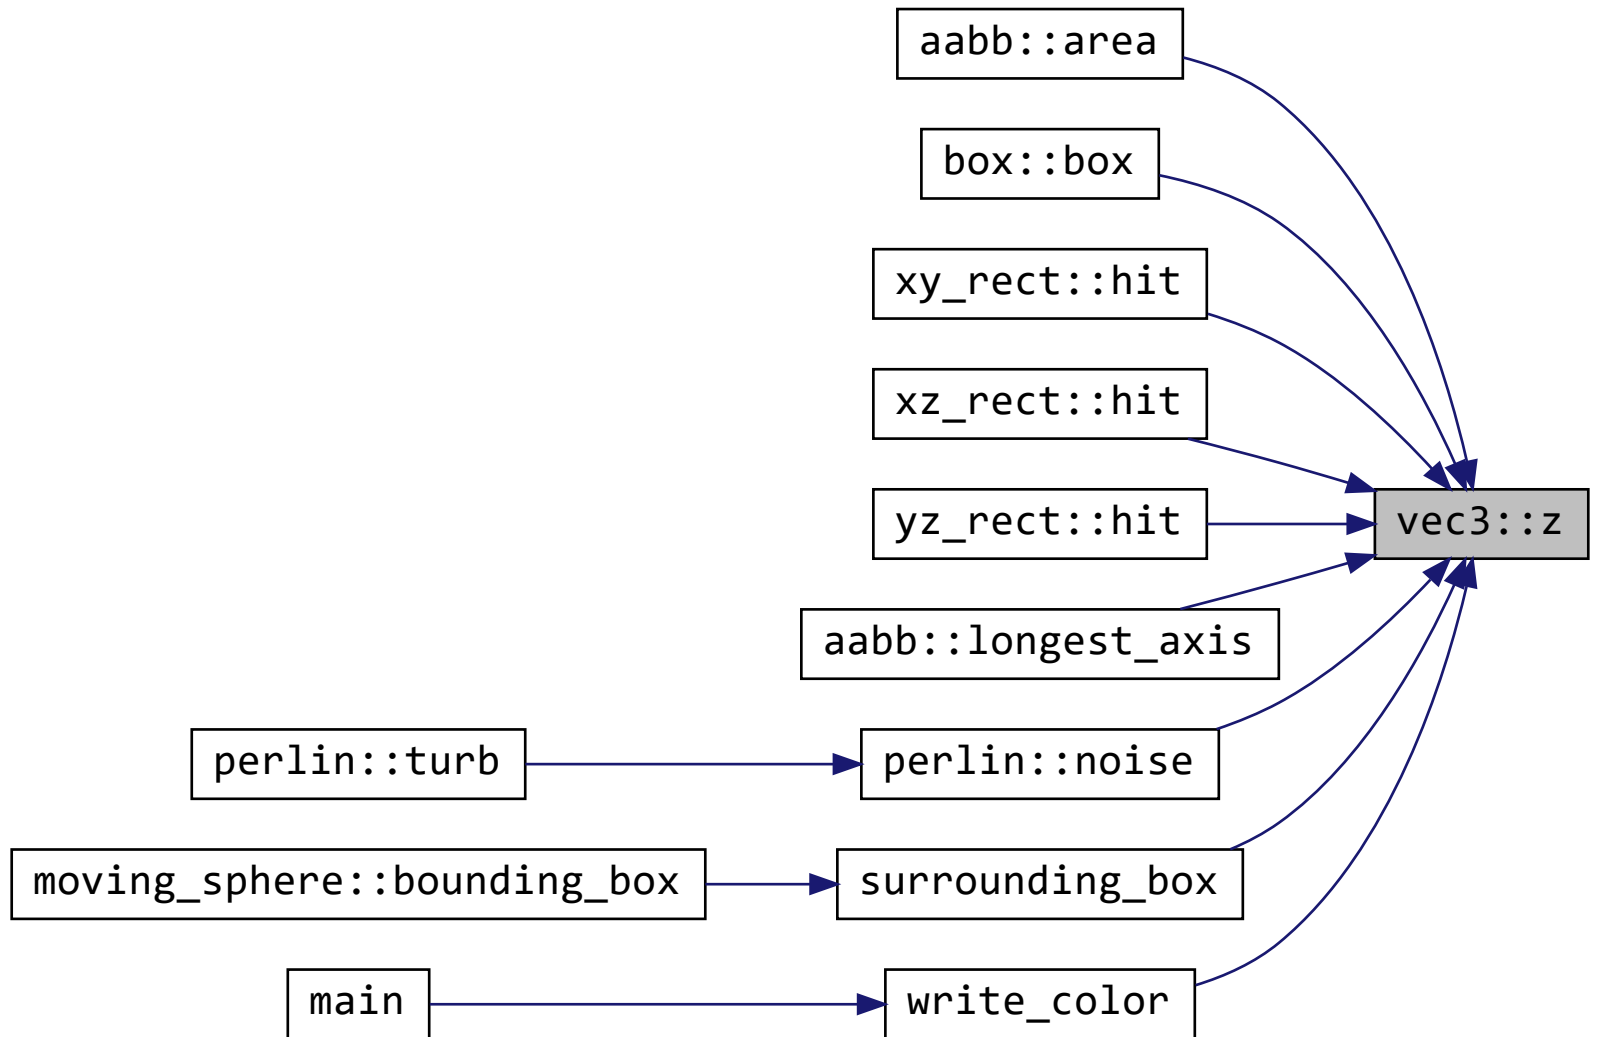 aabb::area
box::box
xy_rect::hit
xz_rect::hit
yz_rect::hit
vec3::z
aabb::longest_axis
perlin::turb
perlin::noise
moving_sphere::bounding_box
surrounding_box
main
write_color